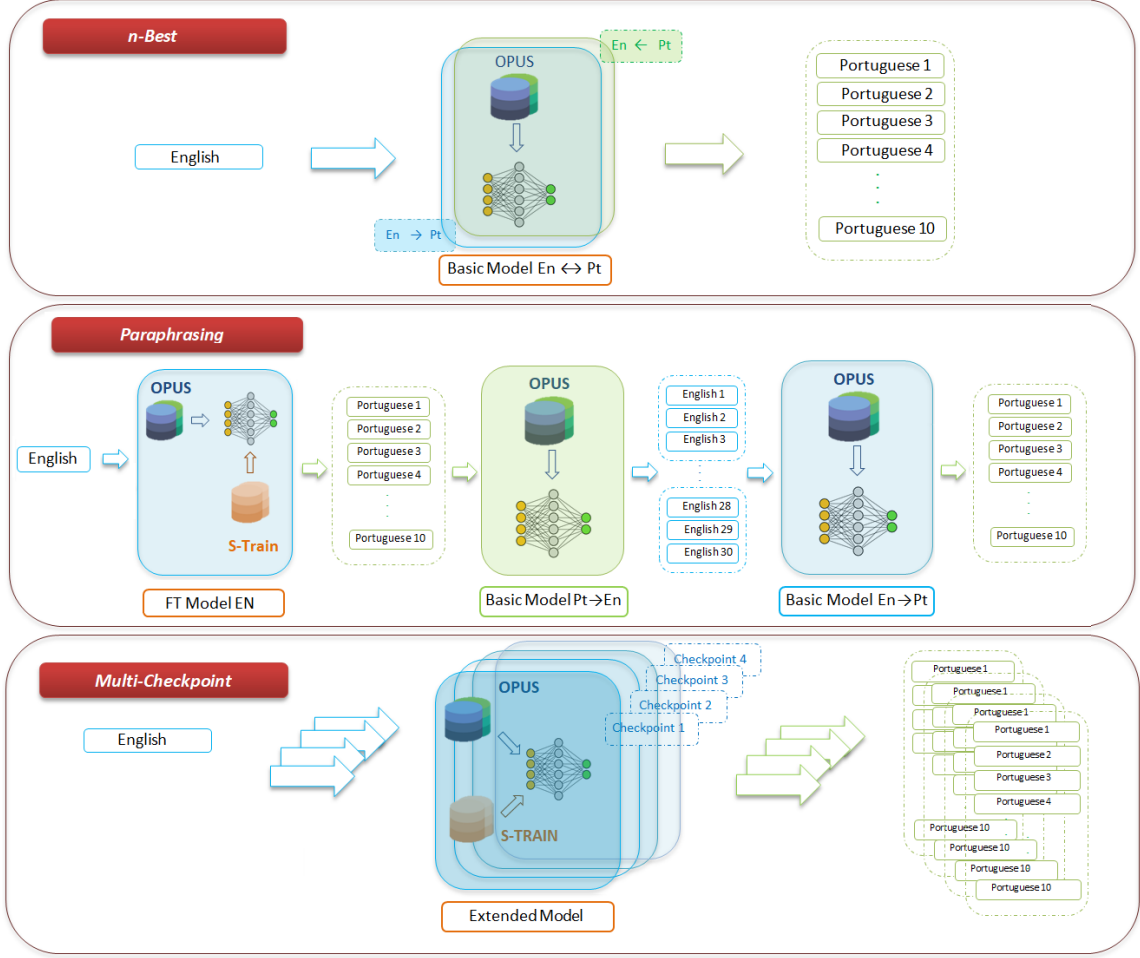 n-Best
En ← Pt
OPUS
English
En → Pt
Basic Model En ↔ Pt
Portuguese 1
Portuguese 2
Portuguese 3
Portuguese 4
Portuguese 10
Paraphrasing
English
OPUS
S-Train
FT Model EN
Portuguese 1
Portuguese 2
Portuguese 3
Portuguese 4
Portuguese 10
OPUS
Basic Model Pt→En
English 1
English 2
English 3
English 28
English 29
English 30
OPUS
Basic Model En→Pt
Portuguese 1
Portuguese 2
Portuguese 3
Portuguese 4
Portuguese 10
Multi-Checkpoint
English
Checkpoint 4
Checkpoint 3
Checkpoint 2
Checkpoint 1
OPUS
S-TRAIN
Extended Model
Portuguese 1
Portuguese 1
Portuguese 1
Portuguese 1
Portuguese 2
Portuguese 3
Portuguese 4
Portuguese 10
Portuguese 10
Portuguese 10
Portuguese 10